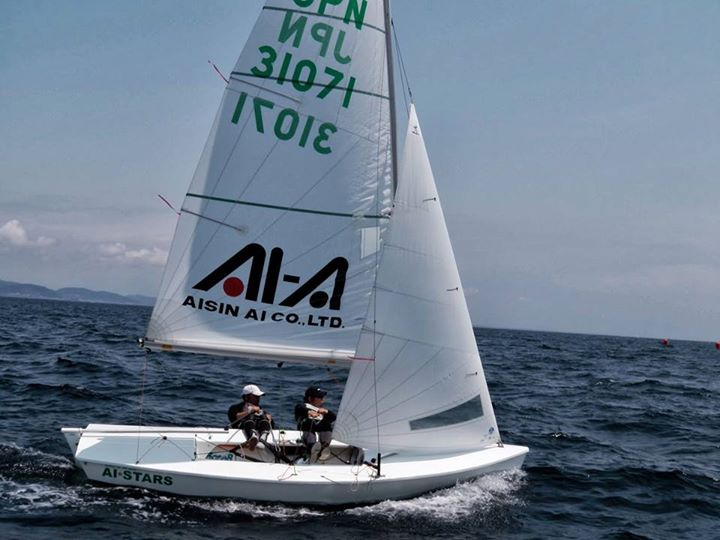 JPN
JPN
31071
31071
AI-A
AISIN AI CO.,LTD.
AI-STARS